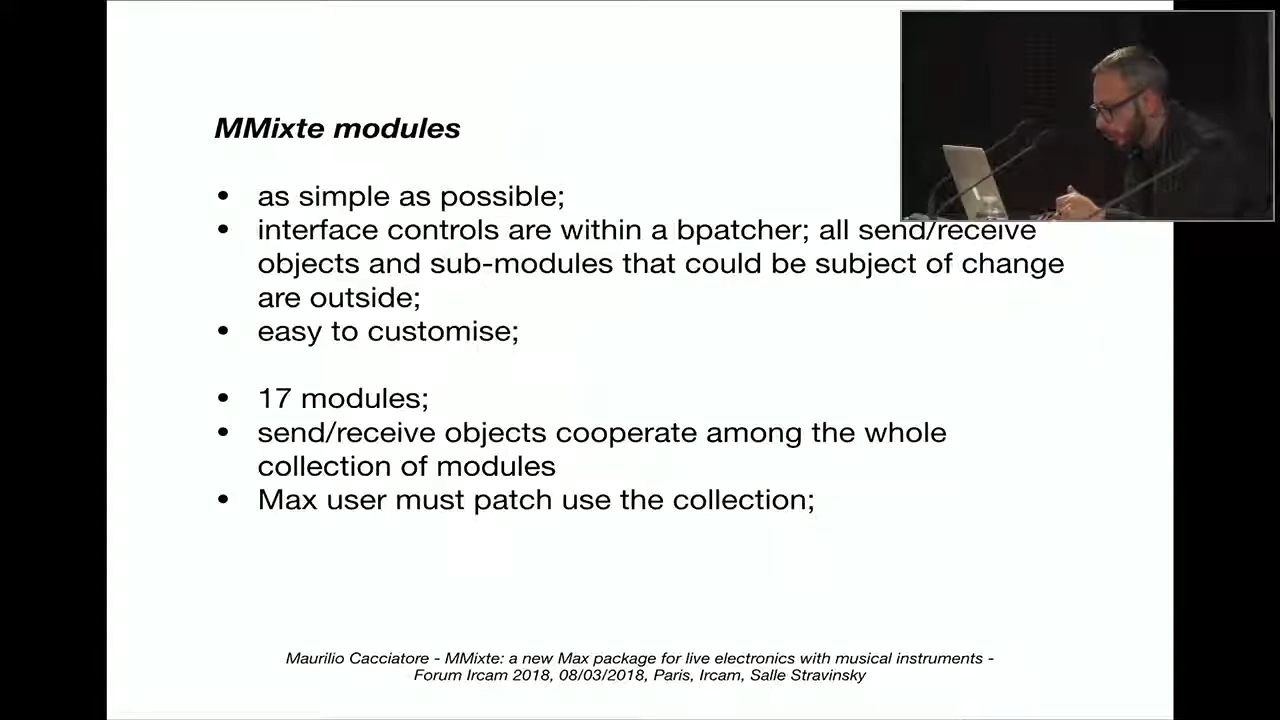 MMixte modules
• as simple as possible;
• interface controls are within a bpatcher; all send/receive
objects and sub-modules that could be subject of change
are outside;
• easy to customise;
• 17 modules;
• send/receive objects cooperate among the whole
collection of modules
• Max user must patch use the collection;
Maurilio Cacciatore - MMixte: a new Max package for live electronics with musical instruments -
Forum Ircam 2018, 08/03/2018, Paris, Ircam, Salle Stravinsky